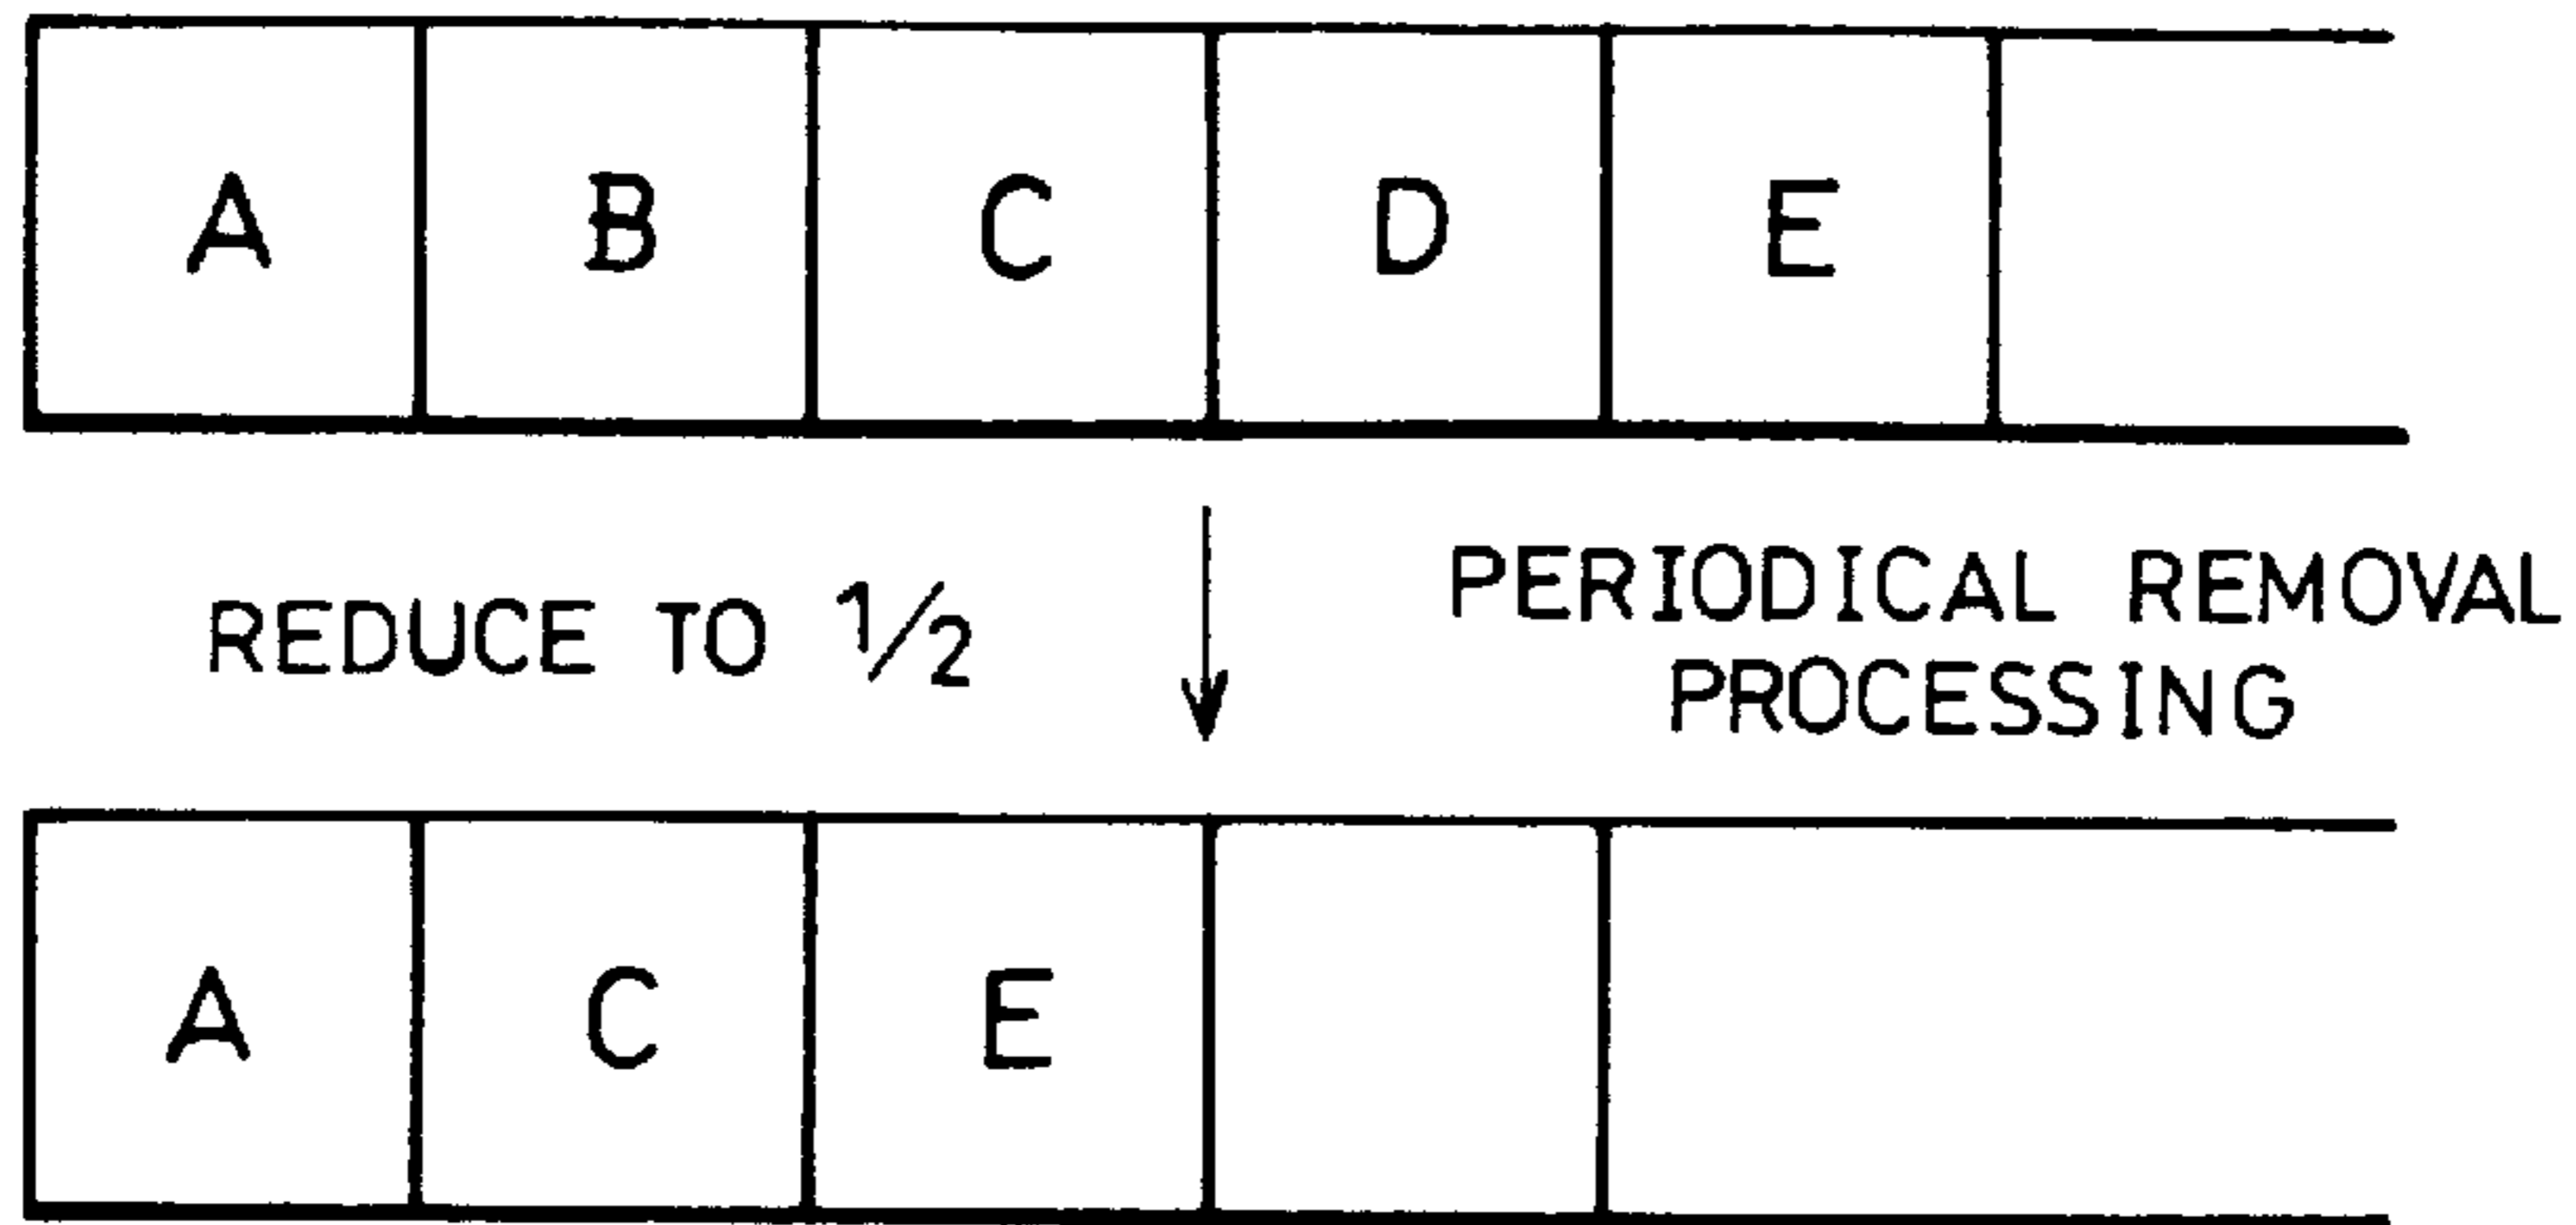 A B C D E
REDUCE TO 1/2
PERIODICAL REMOVAL
PROCESSING
A C E